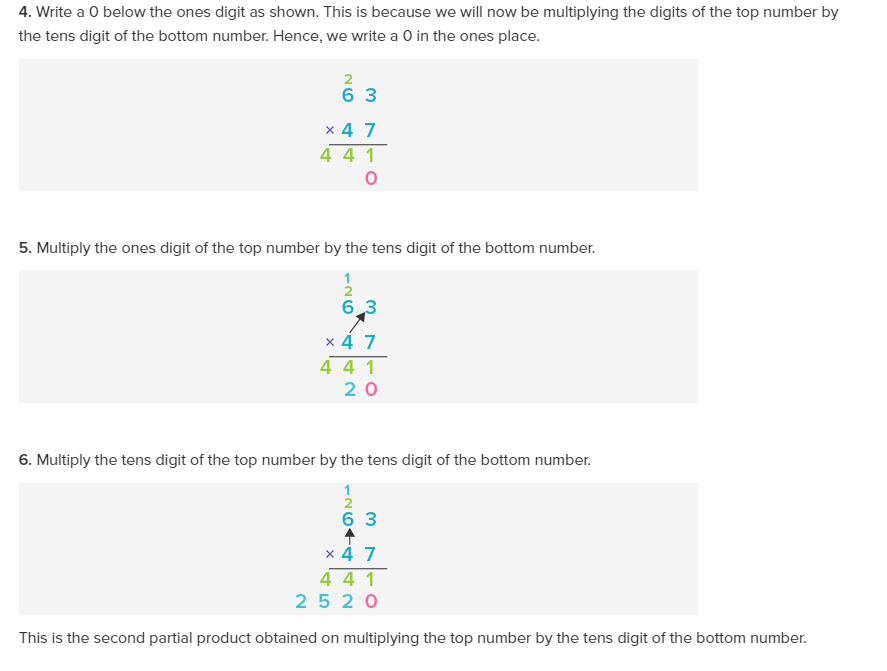 4. Write a 0 below the ones digit as shown. This is because we will now be multiplying the digits of the top number by
the tens digit of the bottom number. Hence, we write a 0 in the ones place.
2
6 3
× 4 7
4 4 1
0
5. Multiply the ones digit of the top number by the tens digit of the bottom number.
1
2
6 3
× 4 7
4 4 1
2 0
6. Multiply the tens digit of the top number by the tens digit of the bottom number.
1
2
6 3
× 4 7
4 4 1
2 5 2 0
This is the second partial product obtained on multiplying the top number by the tens digit of the bottom number.